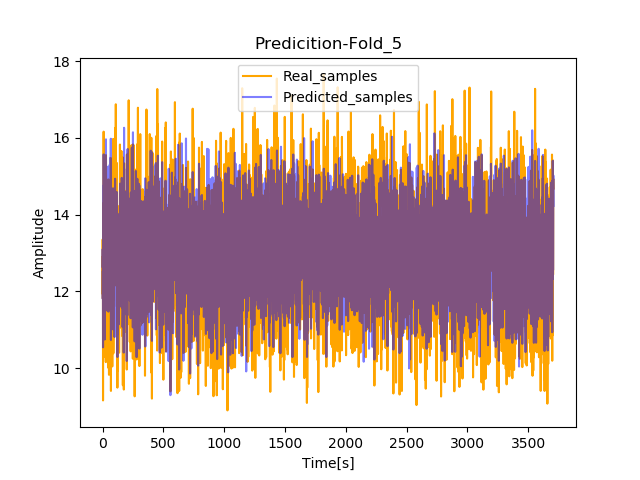 Predicition-Fold_5
Real_samples
Predicted_samples
18
16
14
12
10
Amplitude
0 500 1000 1500 2000 2500 3000 3500
Time[s]